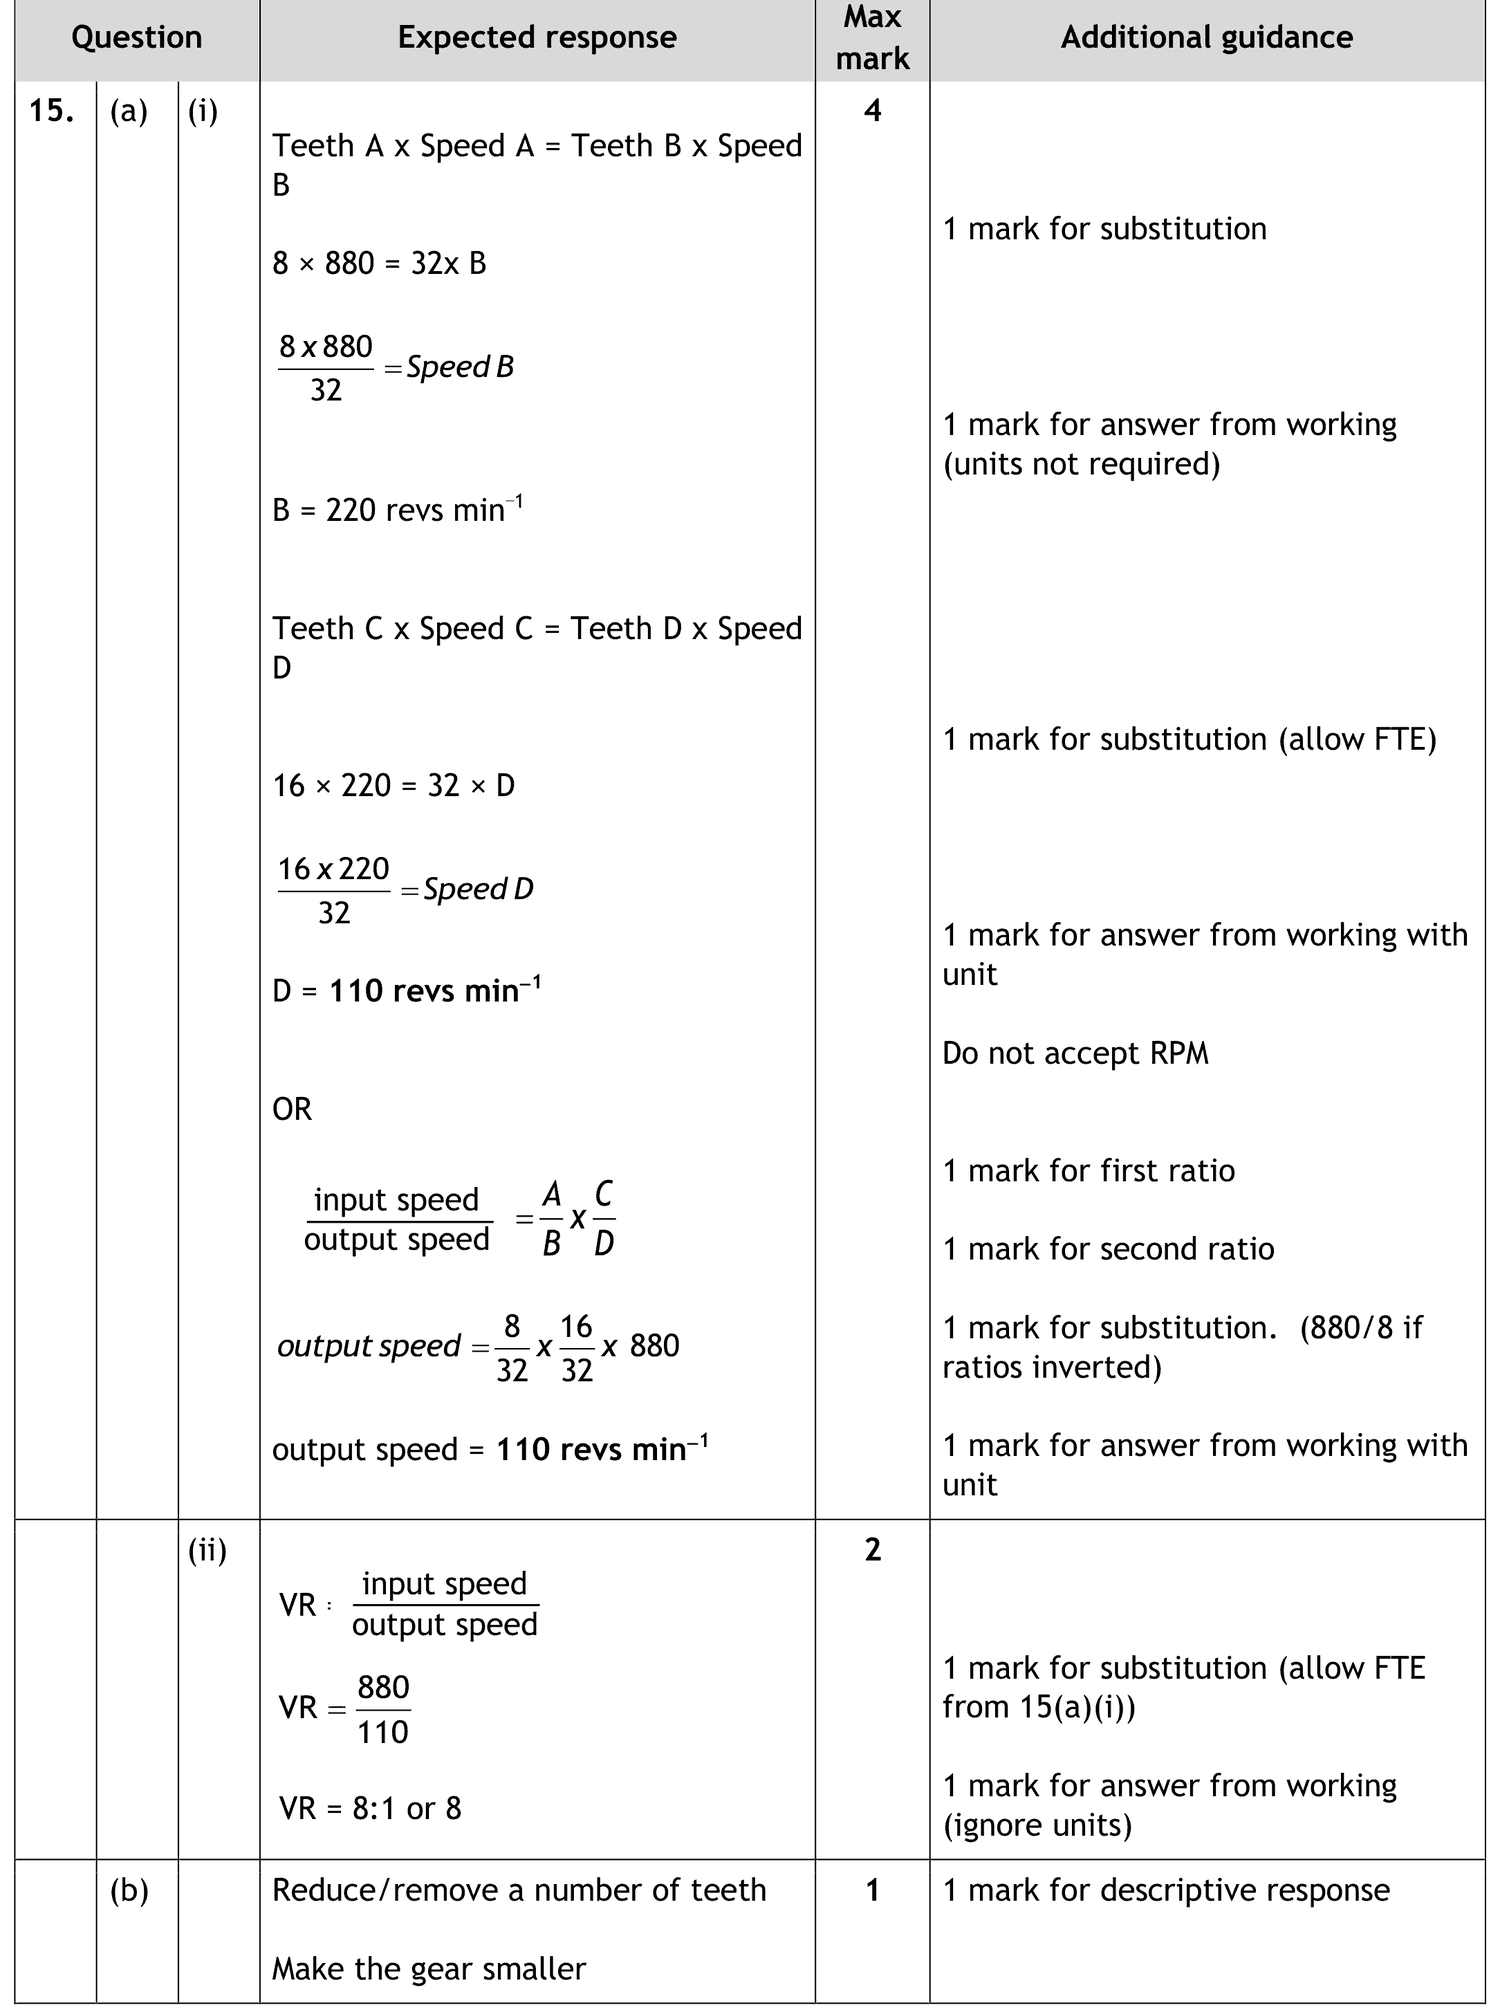 Question Expected response Max mark Additional guidance
15. (a) (i) 4
Teeth A x Speed A = Teeth B x Speed
B
1 mark for substitution
8 × 880 = 32x B
8 x 880
32
= Speed B
1 mark for answer from working
(units not required)
B = 220 revs min⁻¹
Teeth C x Speed C = Teeth D x Speed
D
1 mark for substitution (allow FTE)
16 × 220 = 32 × D
16 x 220
32
= Speed D
1 mark for answer from working with
unit
D = 110 revs min⁻¹
Do not accept RPM
OR
1 mark for first ratio
input speed
output speed
= A/B x C/D
1 mark for second ratio
output speed = 8/32 x 16/32 x 880
1 mark for substitution. (880/8 if
ratios inverted)
output speed = 110 revs min⁻¹
1 mark for answer from working with
unit
(ii) 2
VR : input speed
output speed
1 mark for substitution (allow FTE
from 15(a)(i))
VR = 880
110
1 mark for answer from working
(ignore units)
VR = 8:1 or 8
(b) Reduce/remove a number of teeth 1 1 mark for descriptive response
Make the gear smaller